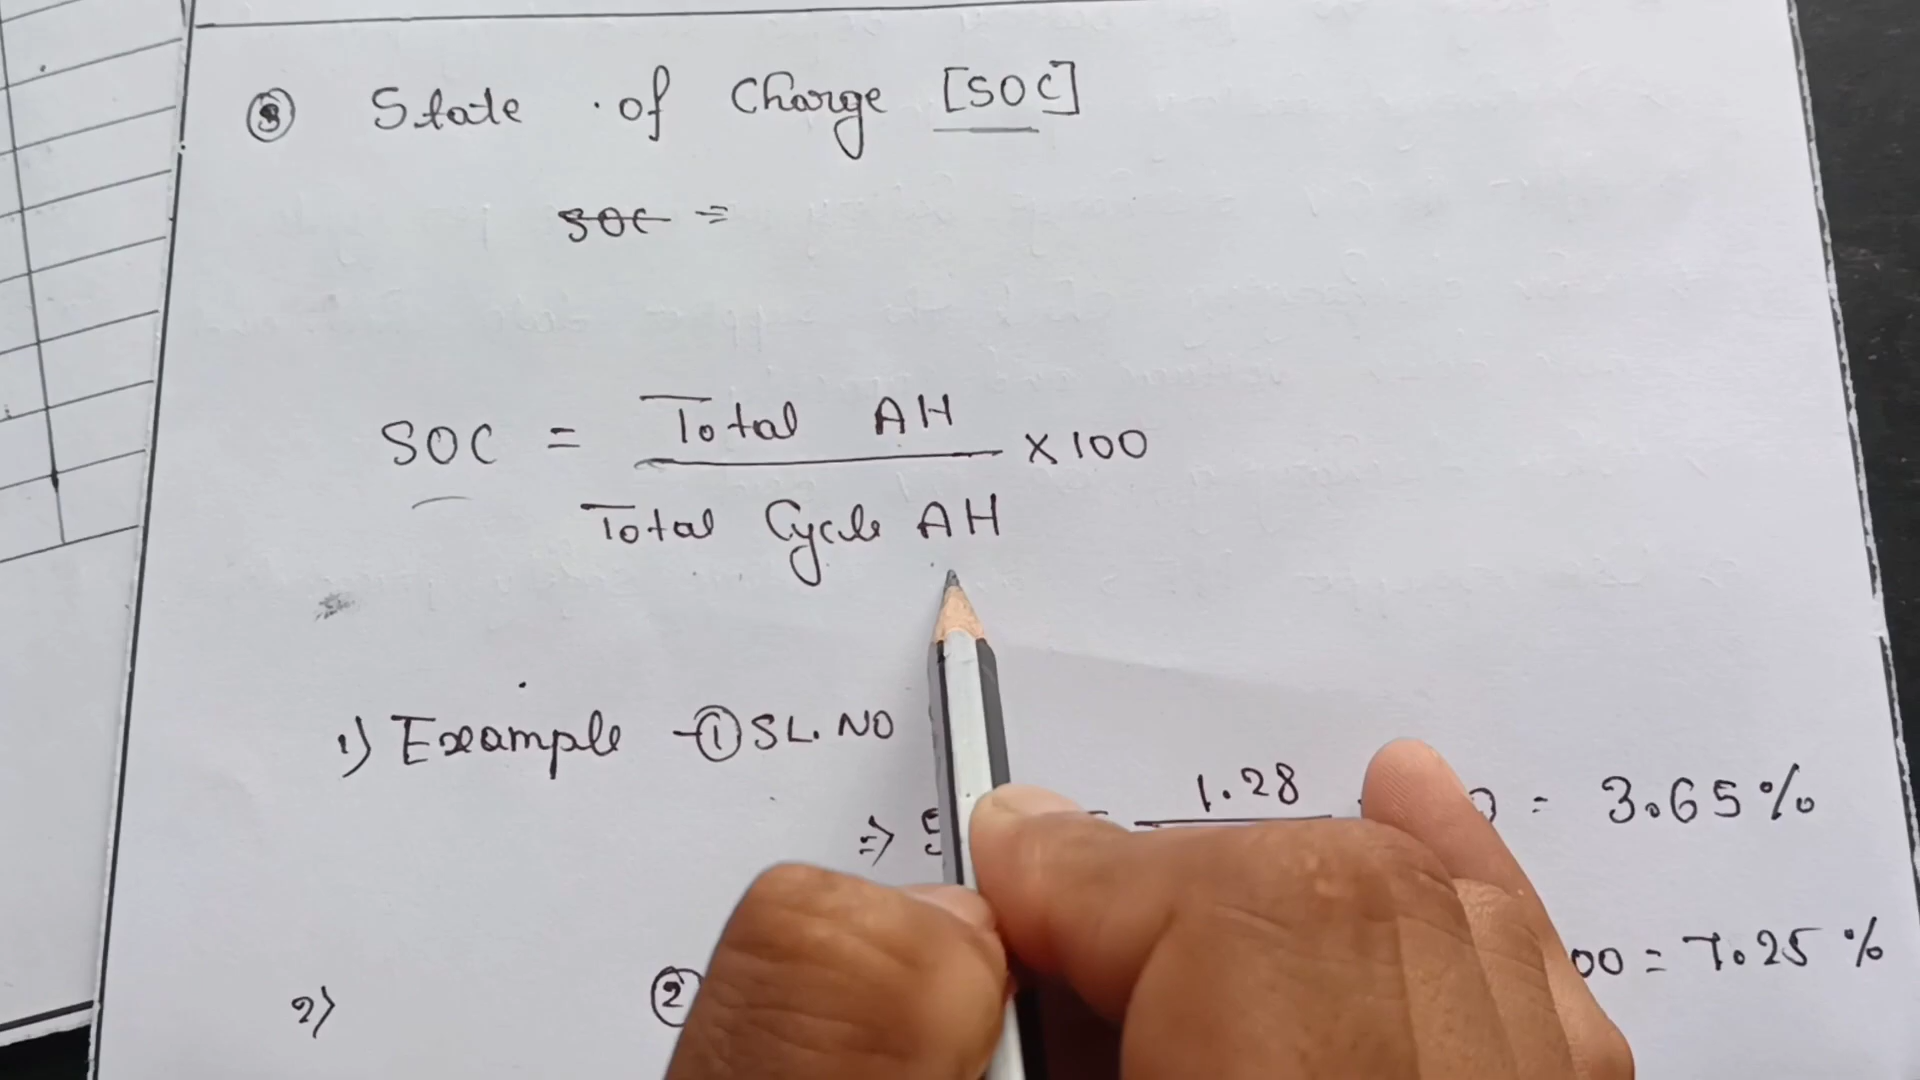 ③ State of Charge [SOC]
SOC =
SOC = Total AH / Total Cycle AH × 100
1) Example - ① SL. NO
⇒ 1.28 = 3.65%
2) ② 00 = 7.25 %